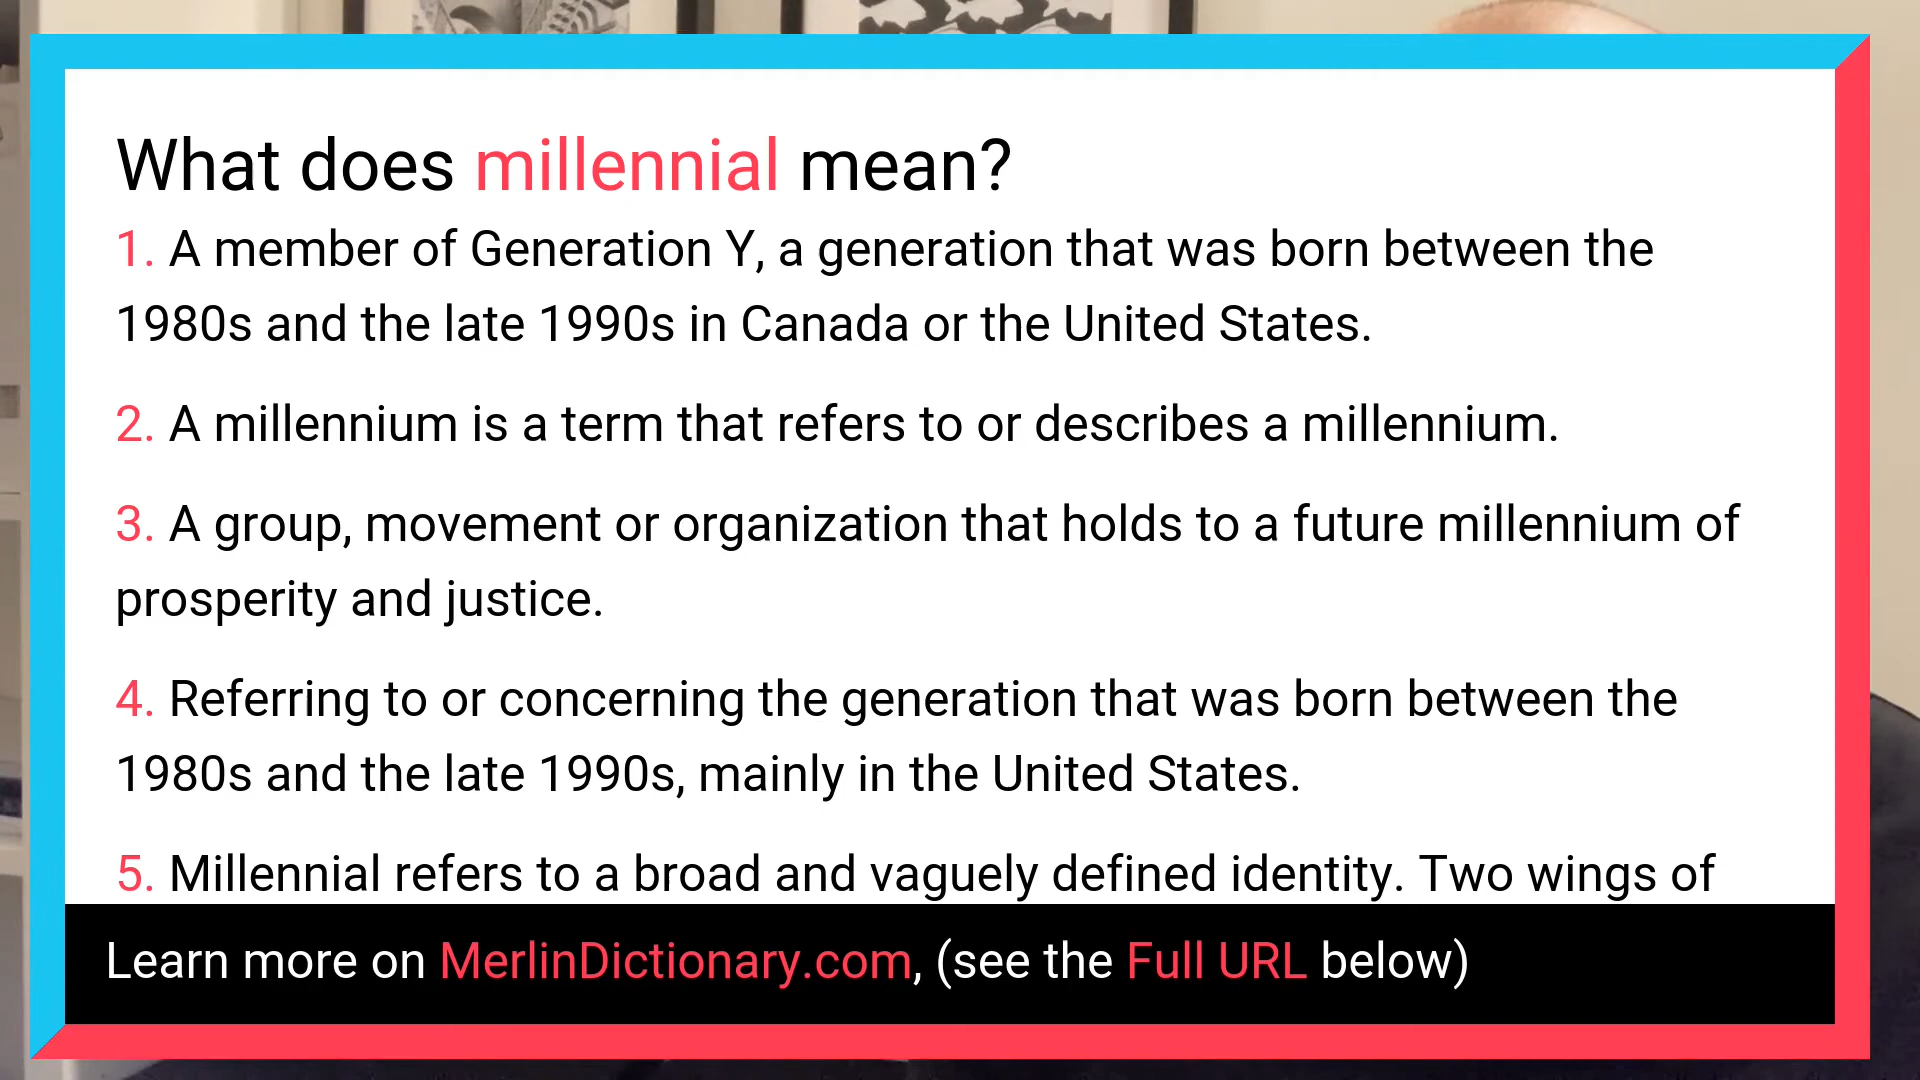 What does millennial mean?
1. A member of Generation Y, a generation that was born between the
1980s and the late 1990s in Canada or the United States.
2. A millennium is a term that refers to or describes a millennium.
3. A group, movement or organization that holds to a future millennium of
prosperity and justice.
4. Referring to or concerning the generation that was born between the
1980s and the late 1990s, mainly in the United States.
5. Millennial refers to a broad and vaguely defined identity. Two wings of
Learn more on MerlinDictionary.com, (see the Full URL below)